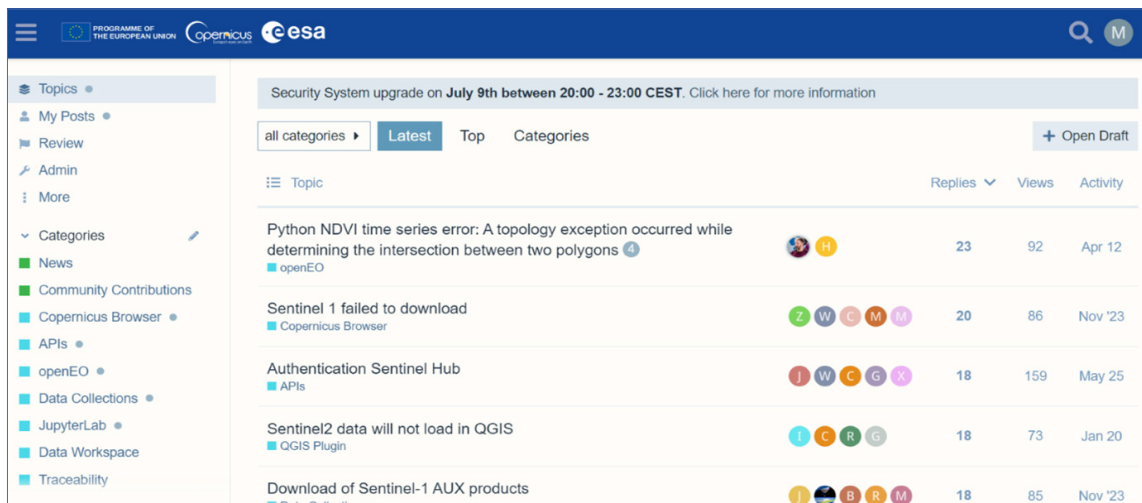 PROGRAMME OF
THE EUROPEAN UNION
opernicus
esa
M
Topics
My Posts
Review
Admin
More
Categories
News
Community Contributions
Copernicus Browser
APIs
openEO
Data Collections
JupyterLab
Data Workspace
Traceability
Security System upgrade on July 9th between 20:00 - 23:00 CEST. Click here for more information
all categories Latest Top Categories + Open Draft
Topic Replies Views Activity
Python NDVI time series error: A topology exception occurred while
determining the intersection between two polygons 4
openEO
H 23 92 Apr 12
Sentinel 1 failed to download
Copernicus Browser
Z W C M M 20 86 Nov '23
Authentication Sentinel Hub
APIs
J W C G X 18 159 May 25
Sentinel2 data will not load in QGIS
QGIS Plugin
I C R G 18 73 Jan 20
Download of Sentinel-1 AUX products
J B R M 18 85 Nov '23